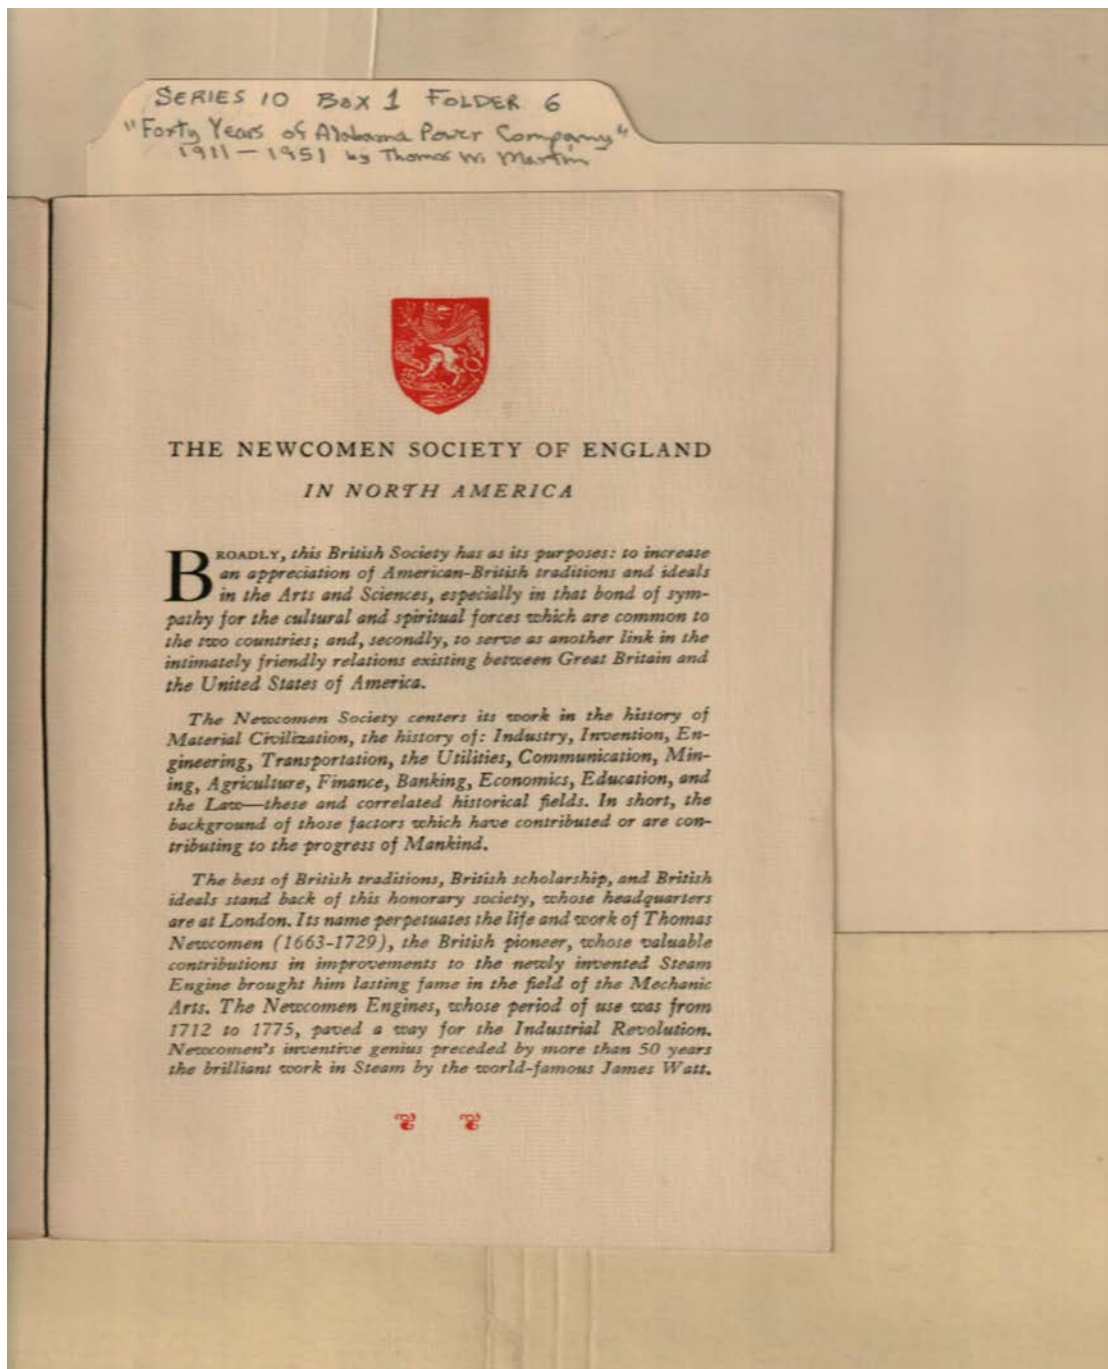 SERIES 10 BOX 1 FOLDER 6
"Forty Years of Alabama Power Company"
1911-1951 by Thomas W. Martin
THE NEWCOMEN SOCIETY OF ENGLAND
IN NORTH AMERICA
BROADLY, this British Society has as its purposes: to increase
an appreciation of American-British traditions and ideals
in the Arts and Sciences, especially in that bond of sym-
pathy for the cultural and spiritual forces which are common to
the two countries; and, secondly, to serve as another link in the
intimately friendly relations existing between Great Britain and
the United States of America.
The Newcomen Society centers its work in the history of
Material Civilization, the history of: Industry, Invention, En-
gineering, Transportation, the Utilities, Communication, Min-
ing, Agriculture, Finance, Banking, Economics, Education, and
the Law—these and correlated historical fields. In short, the
background of those factors which have contributed or are con-
tributing to the progress of Mankind.
The best of British traditions, British scholarship, and British
ideals stand back of this honorary society, whose headquarters
are at London. Its name perpetuates the life and work of Thomas
Newcomen (1663-1729), the British pioneer, whose valuable
contributions in improvements to the newly invented Steam
Engine brought him lasting fame in the field of the Mechanic
Arts. The Newcomen Engines, whose period of use was from
1712 to 1775, paved a way for the Industrial Revolution.
Newcomen's inventive genius preceded by more than 50 years
the brilliant work in Steam by the world-famous James Watt.